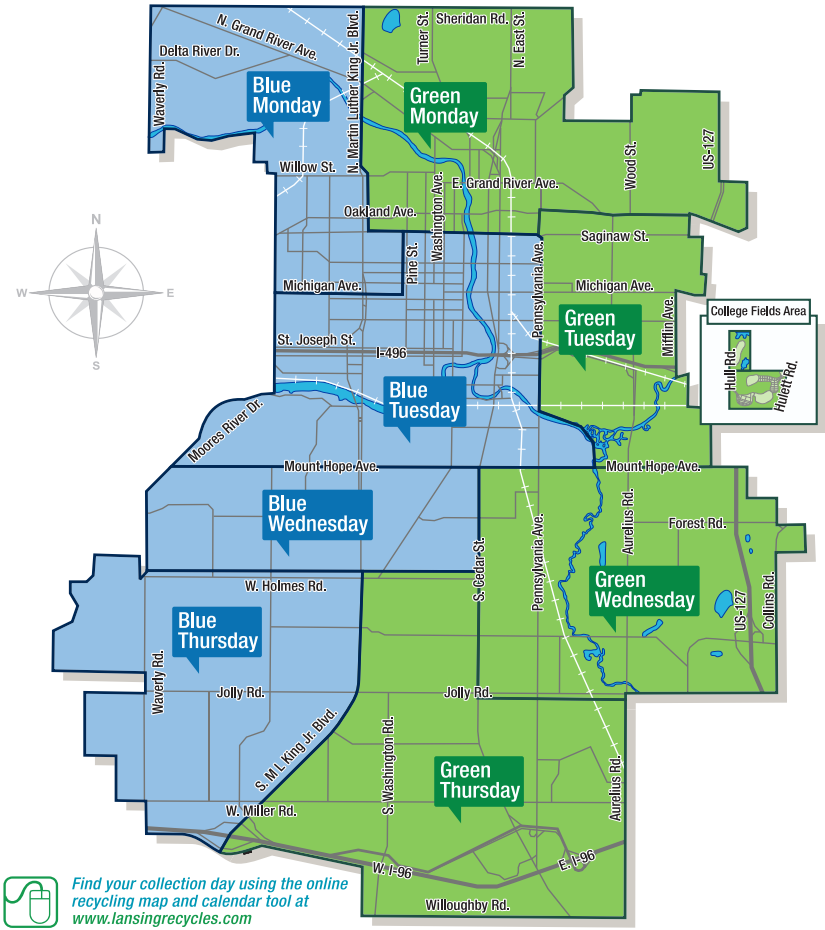 Sheridan Rd.
N. Grand River Ave.
Turner St.
N. East St.
Delta River Dr.
N. Martin Luther King Jr. Blvd.
Waverly Rd.
Blue
Monday
Green
Monday
Wood St.
US-127
Willow St.
E. Grand River Ave.
Washington Ave.
Oakland Ave.
N
W
E
S
Saginaw St.
Pine St.
Pennsylvania Ave.
Michigan Ave.
Michigan Ave.
Mifflin Ave.
College Fields Area
Hull Rd.
Hulett Rd.
Green
Tuesday
St. Joseph St.
I-496
Blue
Tuesday
Moores River Dr.
Mount Hope Ave.
Mount Hope Ave.
Blue
Wednesday
Aurelius Rd.
Forest Rd.
S. Cedar St.
Pennsylvania Ave.
Green
Wednesday
US-127
Collins Rd.
W. Holmes Rd.
Blue
Thursday
Waverly Rd.
Jolly Rd.
Jolly Rd.
S. M L King Jr. Blvd.
S. Washington Rd.
Green
Thursday
Aurelius Rd.
W. Miller Rd.
W. I-96
E. I-96
Willoughby Rd.
Find your collection day using the online
recycling map and calendar tool at
www.lansingrecycles.com